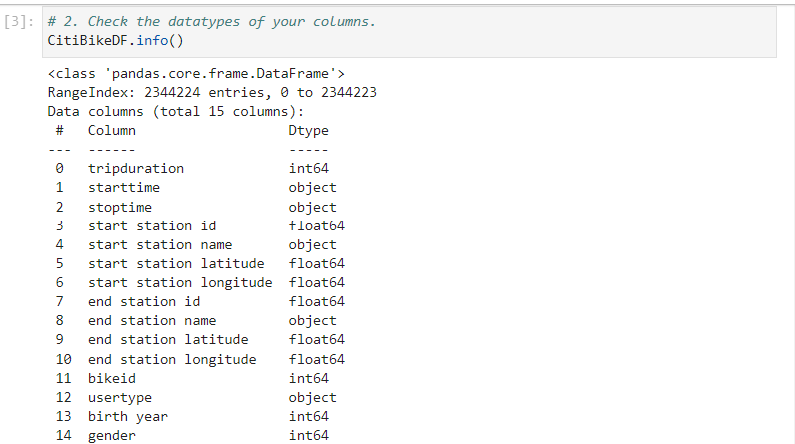 [3]: # 2. Check the datatypes of your columns.
CitiBikeDF.info()
<class 'pandas.core.frame.DataFrame'>
RangeIndex: 2344224 entries, 0 to 2344223
Data columns (total 15 columns):
# Column Dtype
--- ------ -----
0 tripduration int64
1 starttime object
2 stoptime object
3 start station id float64
4 start station name object
5 start station latitude float64
6 start station longitude float64
7 end station id float64
8 end station name object
9 end station latitude float64
10 end station longitude float64
11 bikeid int64
12 usertype object
13 birth year int64
14 gender int64